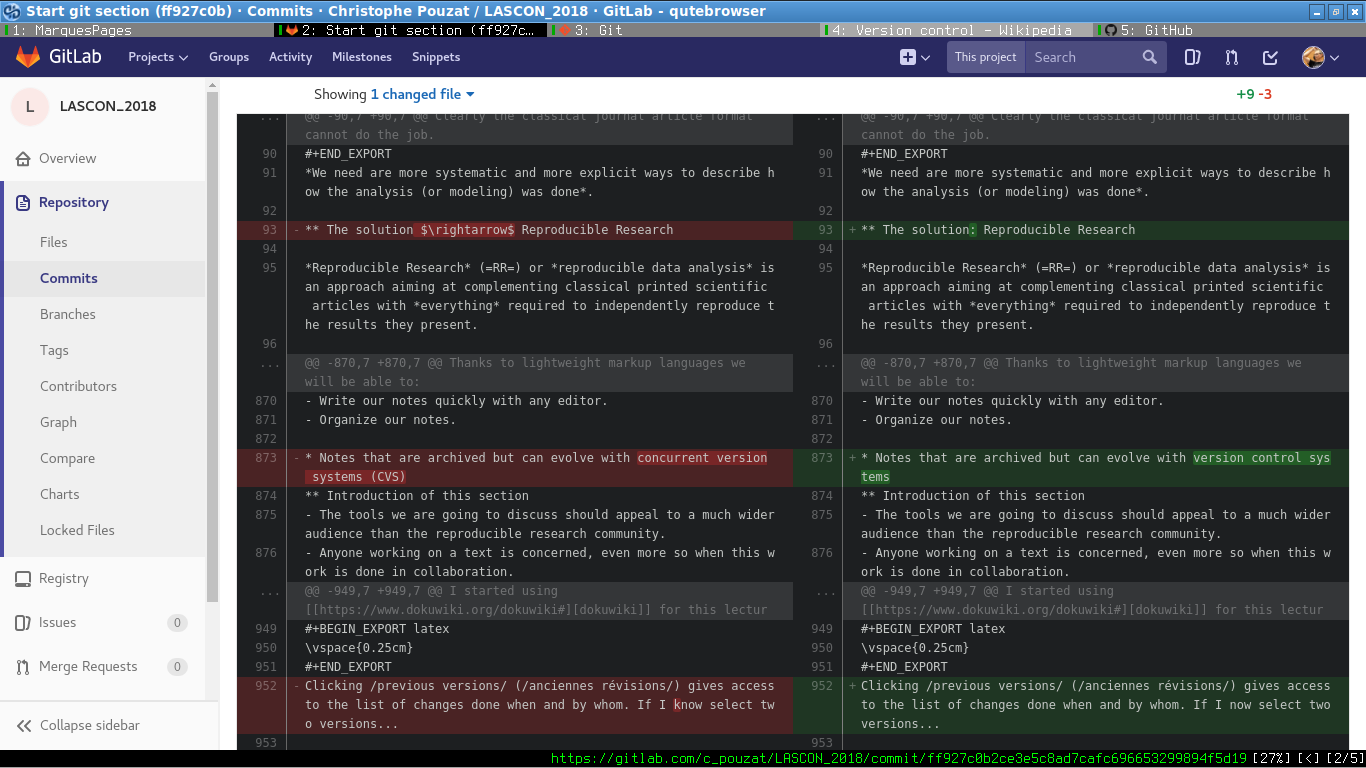 Start git section (ff927c0b) · Commits · Christophe Pouzat / LASCON_2018 · GitLab - qutebrowser
1: MarquesPages
2: Start git section (ff927c...
3: Git
4: Version control - Wikipedia
5: GitHub
GitLab Projects Groups Activity Milestones Snippets This project Search
L LASCON_2018
Overview
Repository
Files
Commits
Branches
Tags
Contributors
Graph
Compare
Charts
Locked Files
Registry
Issues 0
Merge Requests 0
Collapse sidebar
Showing 1 changed file +9 -3
... @@ -90,7 +90,7 @@ Clearly the classical journal article format
cannot do the job.
90 #+END_EXPORT
91 *We need are more systematic and more explicit ways to describe h
ow the analysis (or modeling) was done*.
92
93 - ** The solution $\rightarrow$ Reproducible Research
94
95 *Reproducible Research* (=RR=) or *reproducible data analysis* is
an approach aiming at complementing classical printed scientific
articles with *everything* required to independently reproduce t
he results they present.
96
... @@ -870,7 +870,7 @@ Thanks to lightweight markup languages we
will be able to:
870 - Write our notes quickly with any editor.
871 - Organize our notes.
872
873 - * Notes that are archived but can evolve with concurrent version
systems (CVS)
874 ** Introduction of this section
875 - The tools we are going to discuss should appeal to a much wider
audience than the reproducible research community.
876 - Anyone working on a text is concerned, even more so when this w
ork is done in collaboration.
... @@ -949,7 +949,7 @@ I started using
[[https://www.dokuwiki.org/dokuwiki#][dokuwiki]] for this lectur
949 #+BEGIN_EXPORT latex
950 \vspace{0.25cm}
951 #+END_EXPORT
952 - Clicking /previous versions/ (/anciennes révisions/) gives access
to the list of changes done when and by whom. If I know select tw
o versions...
953
... @@ -90,7 +90,7 @@ Clearly the classical journal article format
cannot do the job.
90 #+END_EXPORT
91 *We need are more systematic and more explicit ways to describe h
ow the analysis (or modeling) was done*.
92
93 + ** The solution: Reproducible Research
94
95 *Reproducible Research* (=RR=) or *reproducible data analysis* is
an approach aiming at complementing classical printed scientific
articles with *everything* required to independently reproduce t
he results they present.
96
... @@ -870,7 +870,7 @@ Thanks to lightweight markup languages we
will be able to:
870 - Write our notes quickly with any editor.
871 - Organize our notes.
872
873 + * Notes that are archived but can evolve with version control sys
tems
874 ** Introduction of this section
875 - The tools we are going to discuss should appeal to a much wider
audience than the reproducible research community.
876 - Anyone working on a text is concerned, even more so when this w
ork is done in collaboration.
... @@ -949,7 +949,7 @@ I started using
[[https://www.dokuwiki.org/dokuwiki#][dokuwiki]] for this lectur
949 #+BEGIN_EXPORT latex
950 \vspace{0.25cm}
951 #+END_EXPORT
952 + Clicking /previous versions/ (/anciennes révisions/) gives access
to the list of changes done when and by whom. If I now select two
versions...
953
https://gitlab.com/c_pouzat/LASCON_2018/commit/ff927c0b2ce3e5c8ad7cafc696653299894f5d19 [27%] [<] [2/5]